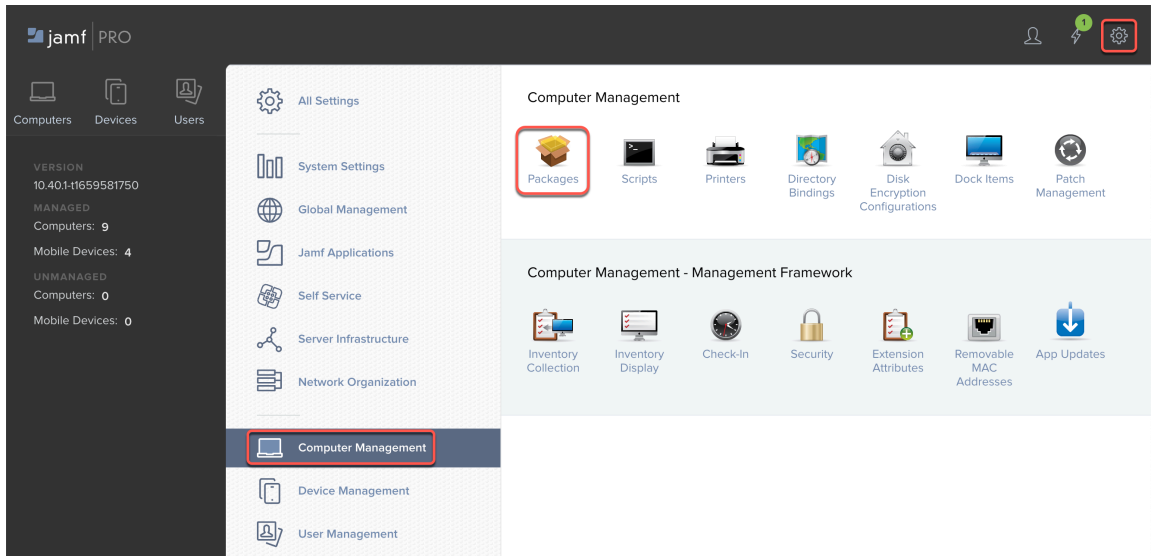 jamf PRO
1
Computers
Devices
Users
VERSION
10.40.1-t1659581750
MANAGED
Computers: 9
Mobile Devices: 4
UNMANAGED
Computers: 0
Mobile Devices: 0
All Settings
System Settings
Global Management
Jamf Applications
Self Service
Server Infrastructure
Network Organization
Computer Management
Device Management
User Management
Computer Management
Packages
Scripts
Printers
Directory
Bindings
Disk
Encryption
Configurations
Dock Items
Patch
Management
Computer Management - Management Framework
Inventory
Collection
Inventory
Display
Check-In
Security
Extension
Attributes
Removable
MAC
Addresses
App Updates